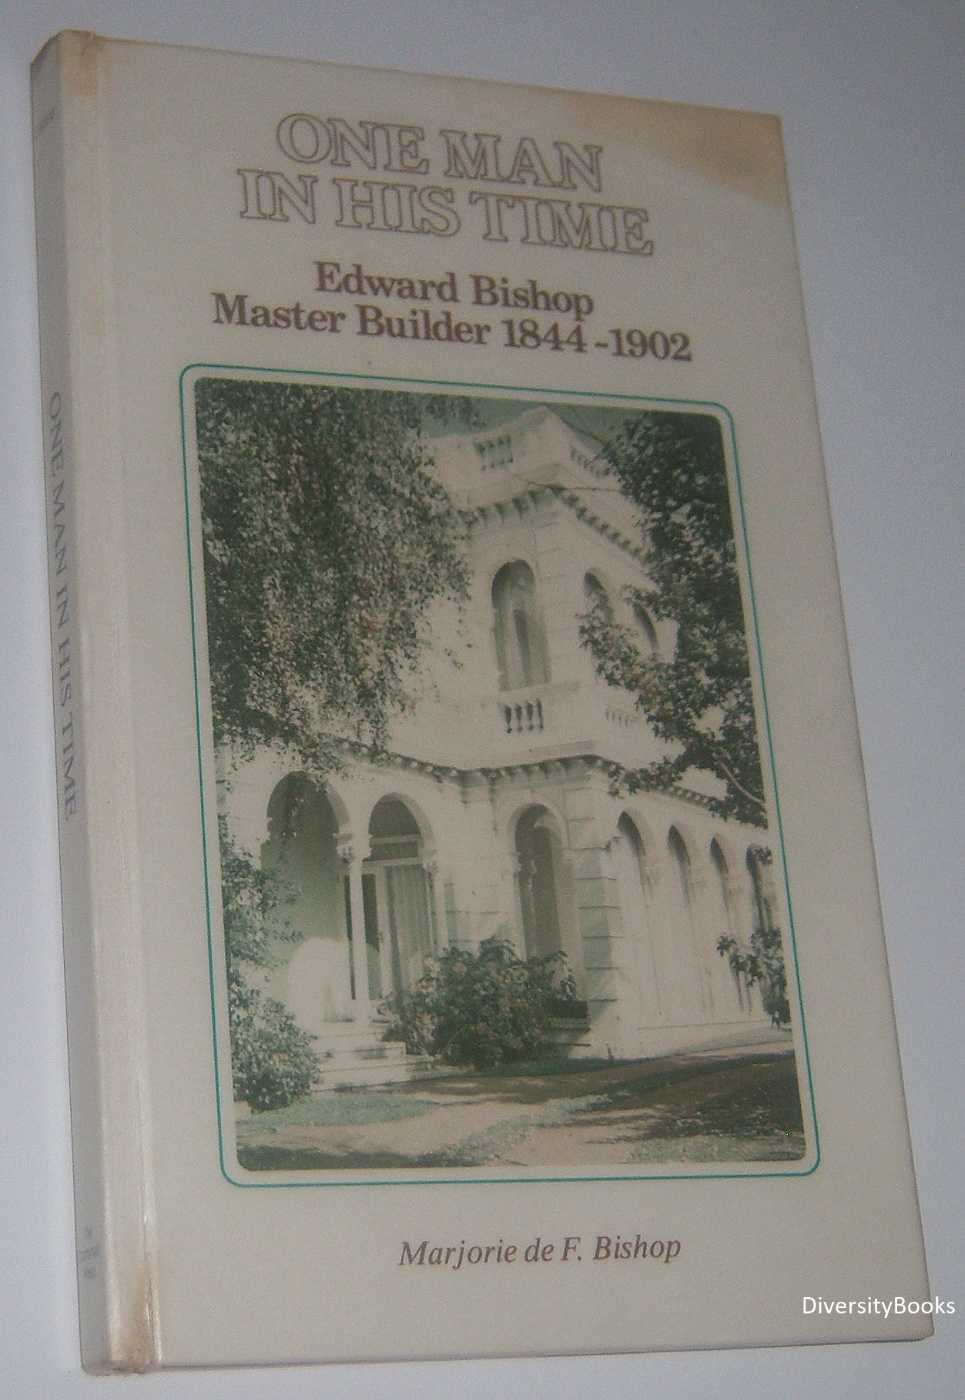 ONE MAN
IN HIS TIME
Edward Bishop
Master Builder 1844-1902
Marjorie de F. Bishop
ONE MAN IN HIS TIME
DiversityBooks